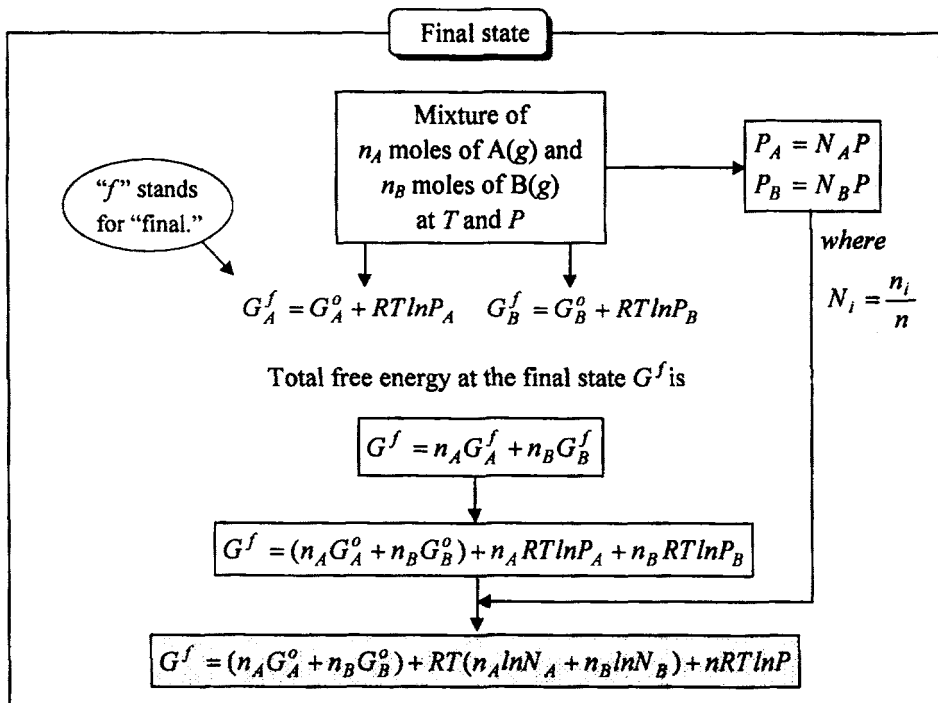 Final state
Mixture of
n_A moles of A(g) and
n_B moles of B(g)
at T and P
P_A = N_A P
P_B = N_B P
"f" stands
for "final."
where
N_i = n_i/n
G_A^f = G_A^o + RTlnP_A
G_B^f = G_B^o + RTlnP_B
Total free energy at the final state G^f is
G^f = n_A G_A^f + n_B G_B^f
G^f = (n_A G_A^o + n_B G_B^o) + n_A RTlnP_A + n_B RTlnP_B
G^f = (n_A G_A^o + n_B G_B^o) + RT(n_A lnN_A + n_B lnN_B) + nRTlnP